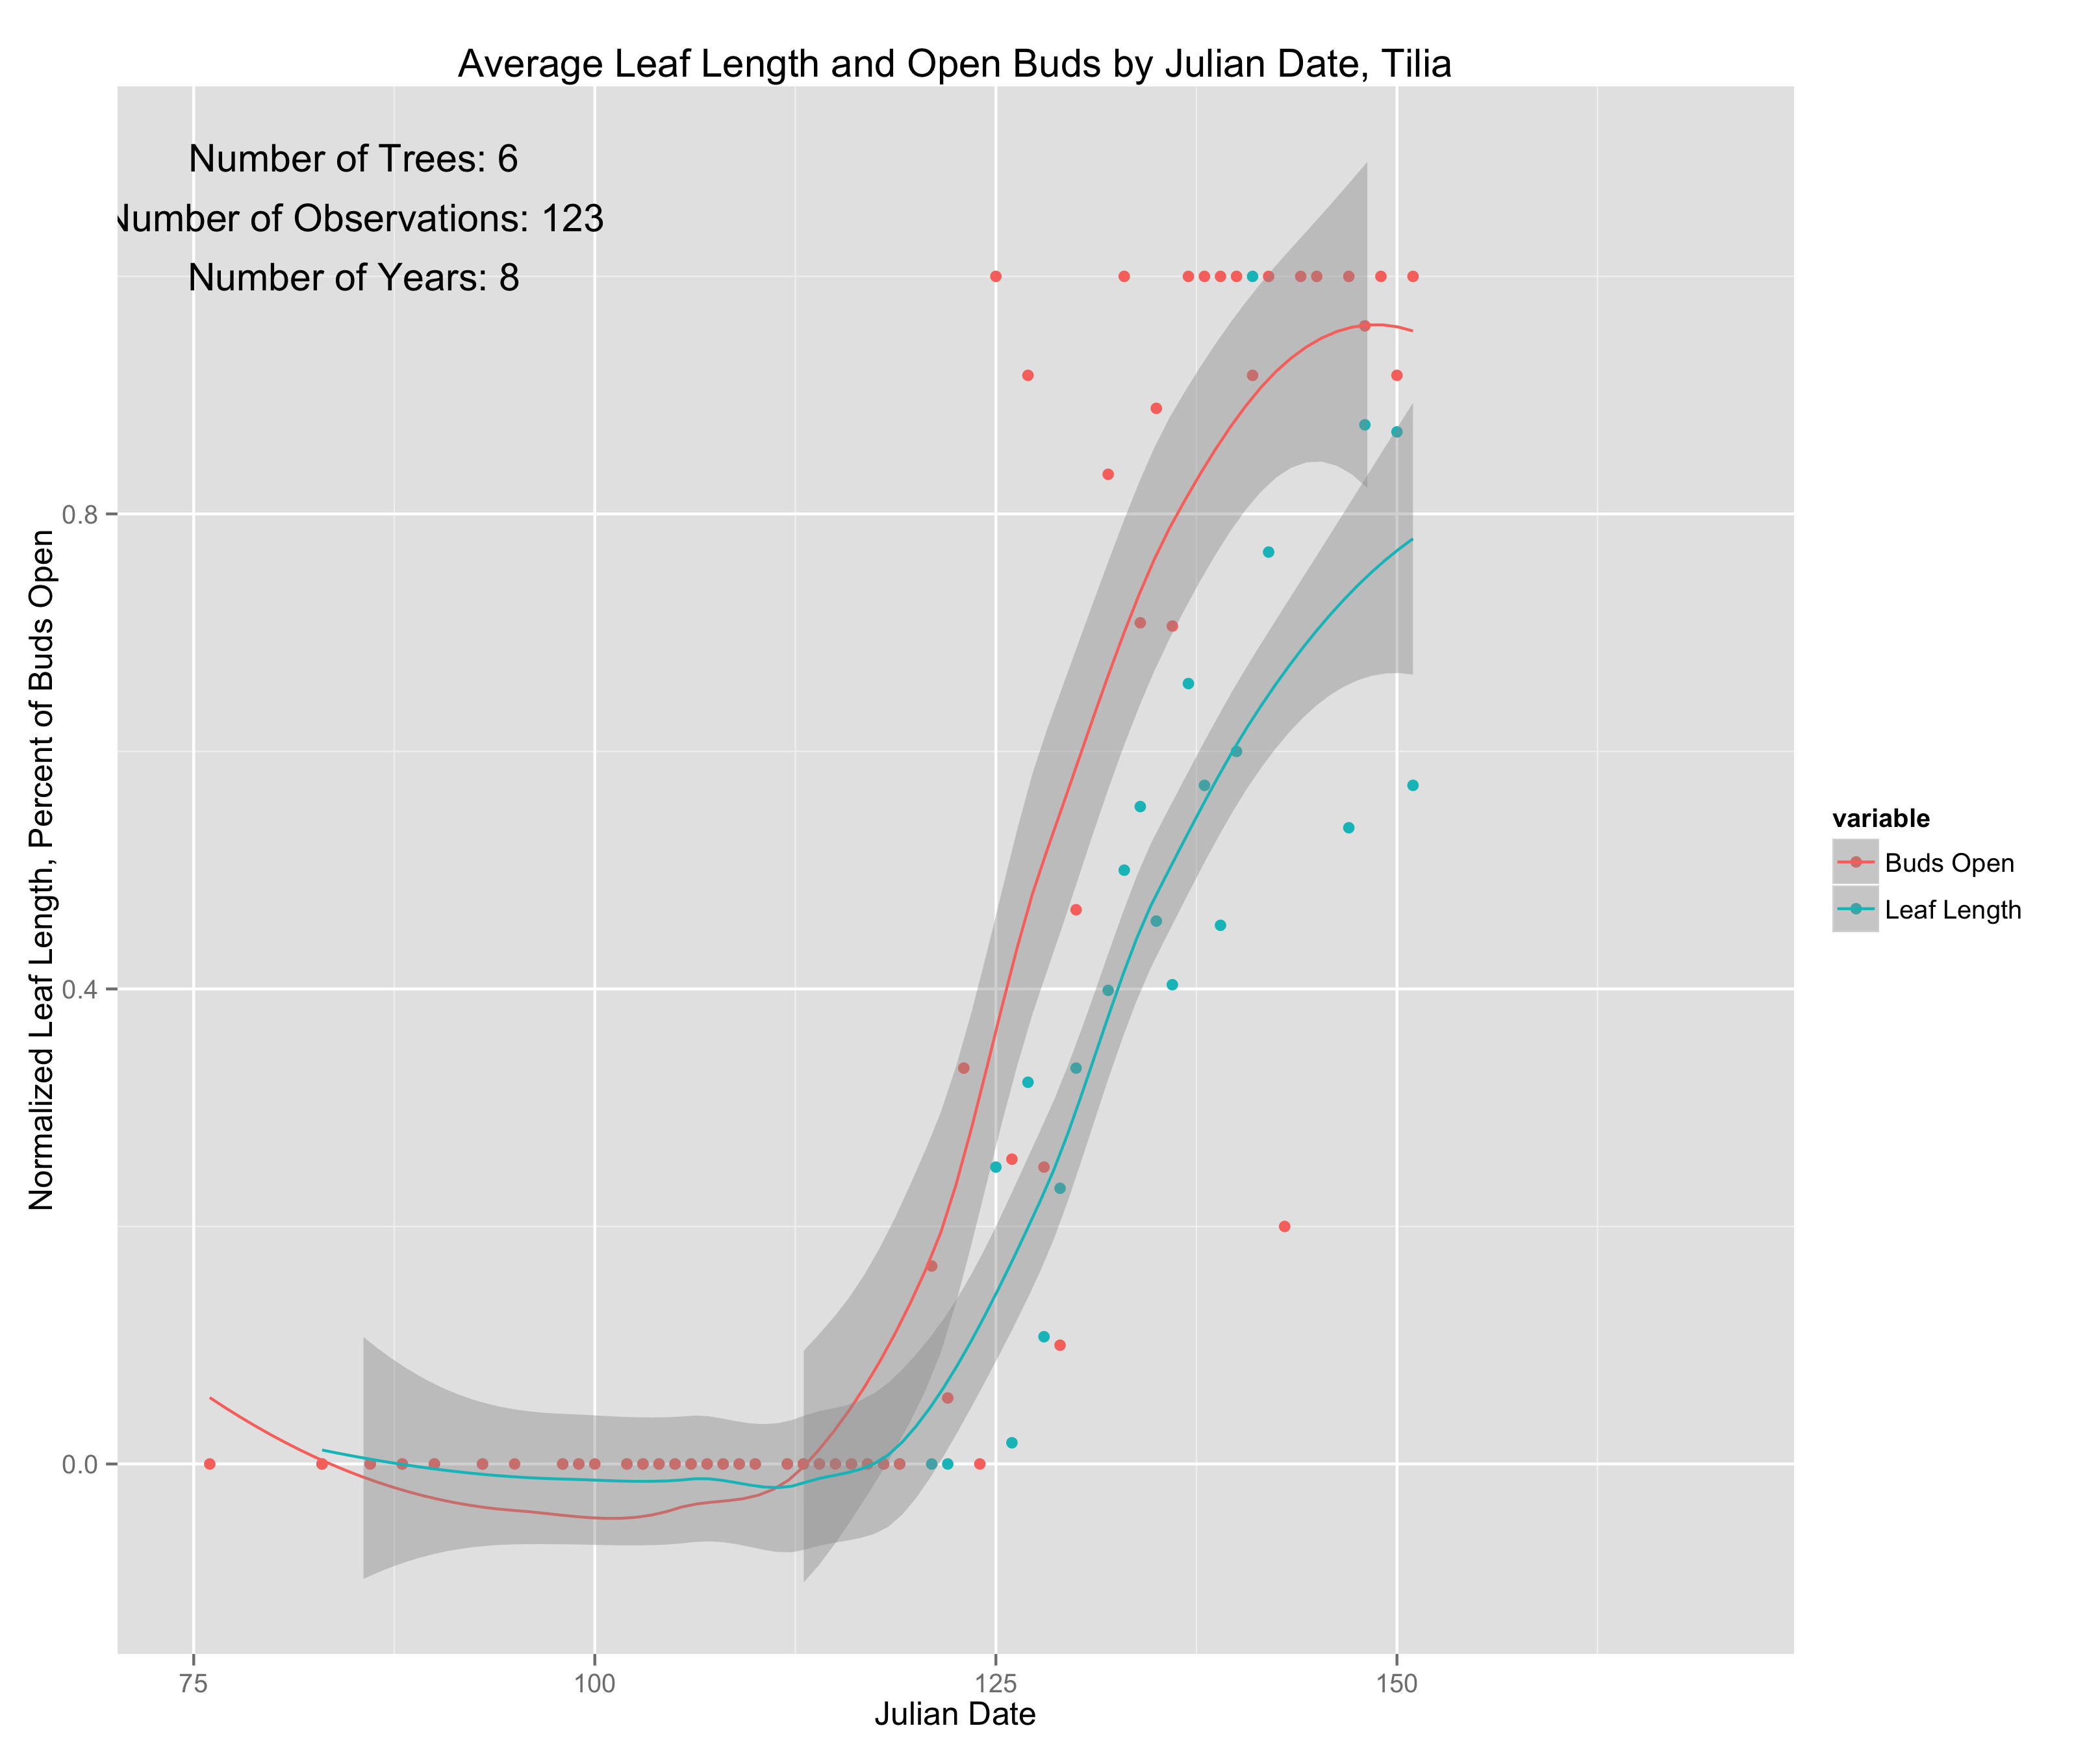 Average Leaf Length and Open Buds by Julian Date, Tilia
Number of Trees: 6
Number of Observations: 123
Number of Years: 8
0.8
0.4
0.0
Normalized Leaf Length, Percent of Buds Open
75
100
125
150
Julian Date
variable
Buds Open
Leaf Length